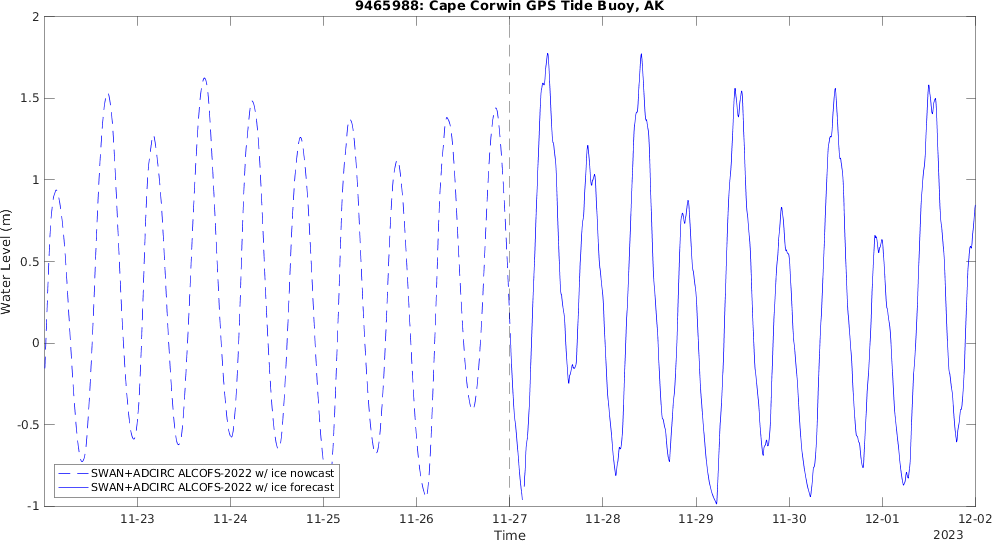 9465988: Cape Corwin GPS Tide Buoy, AK
2
1.5
1
0.5
0
-0.5
-1
Water Level (m)
SWAN+ADCIRC ALCOFS-2022 w/ ice nowcast
SWAN+ADCIRC ALCOFS-2022 w/ ice forecast
11-23 11-24 11-25 11-26 11-27 11-28 11-29 11-30 12-01 12-02
Time
2023